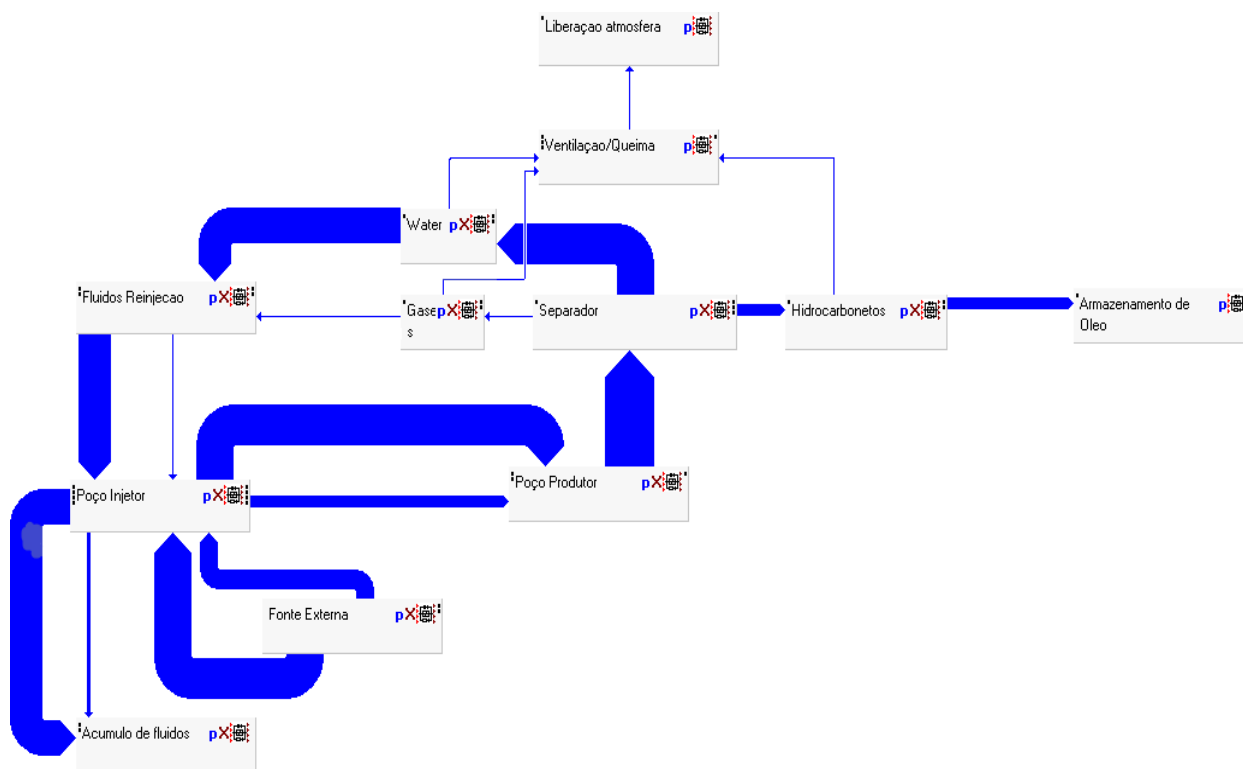 Liberaçao atmosfera
Ventilaçao/Queima
Water
Fluidos Reinjecao
Gase
s
Separador
Hidrocarbonetos
Armazenamento de
Oleo
Poço Injetor
Poço Produtor
Fonte Externa
Acumulo de fluidos